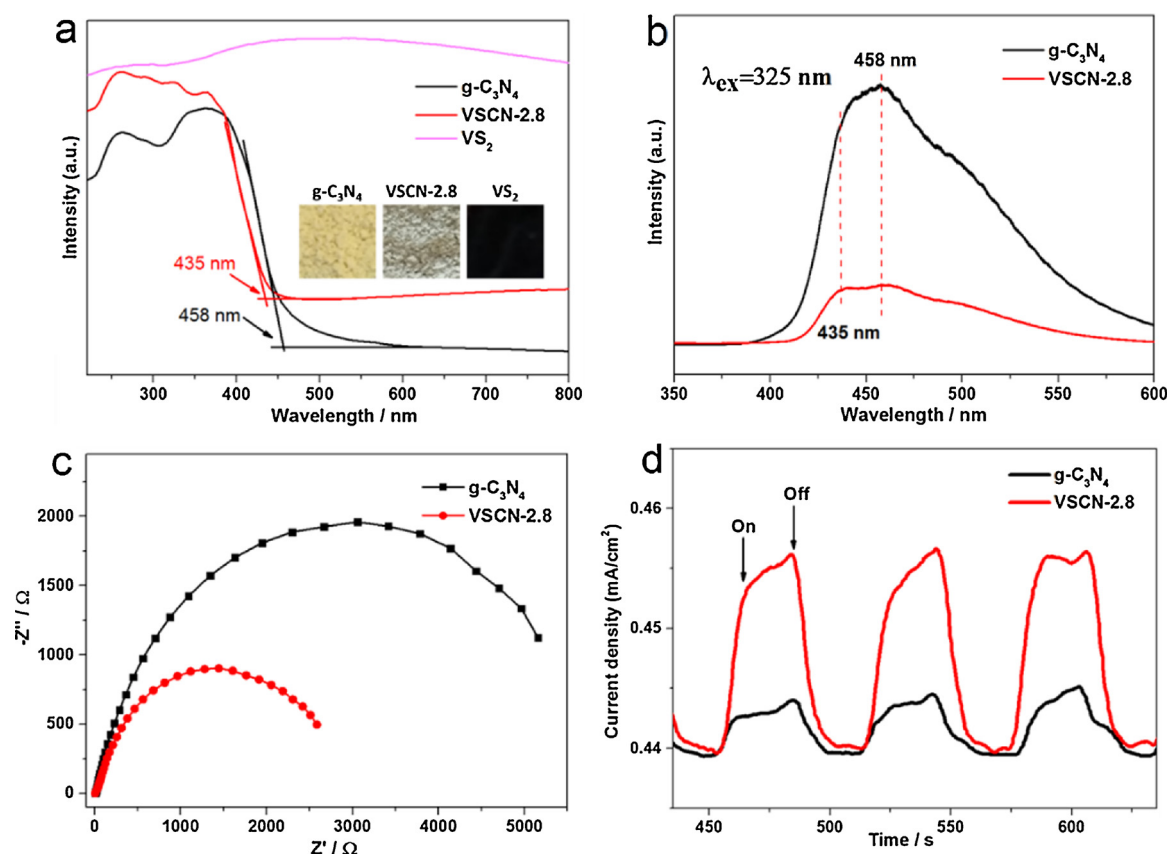 a
g-C₃N₄
VSCN-2.8
VS₂
g-C₃N₄ VSCN-2.8 VS₂
435 nm
458 nm
Intensity (a.u.)
300 400 500 600 700 800
Wavelength / nm
b
λex=325 nm
458 nm
g-C₃N₄
VSCN-2.8
435 nm
Intensity (a.u.)
350 400 450 500 550 600
Wavelength / nm
c
g-C₃N₄
VSCN-2.8
2000
1500
1000
500
0
-Z'' / Ω
0 1000 2000 3000 4000 5000
Z' / Ω
d
g-C₃N₄
VSCN-2.8
On
Off
0.46
0.45
0.44
Current density (mA/cm²)
450 500 550 600
Time / s